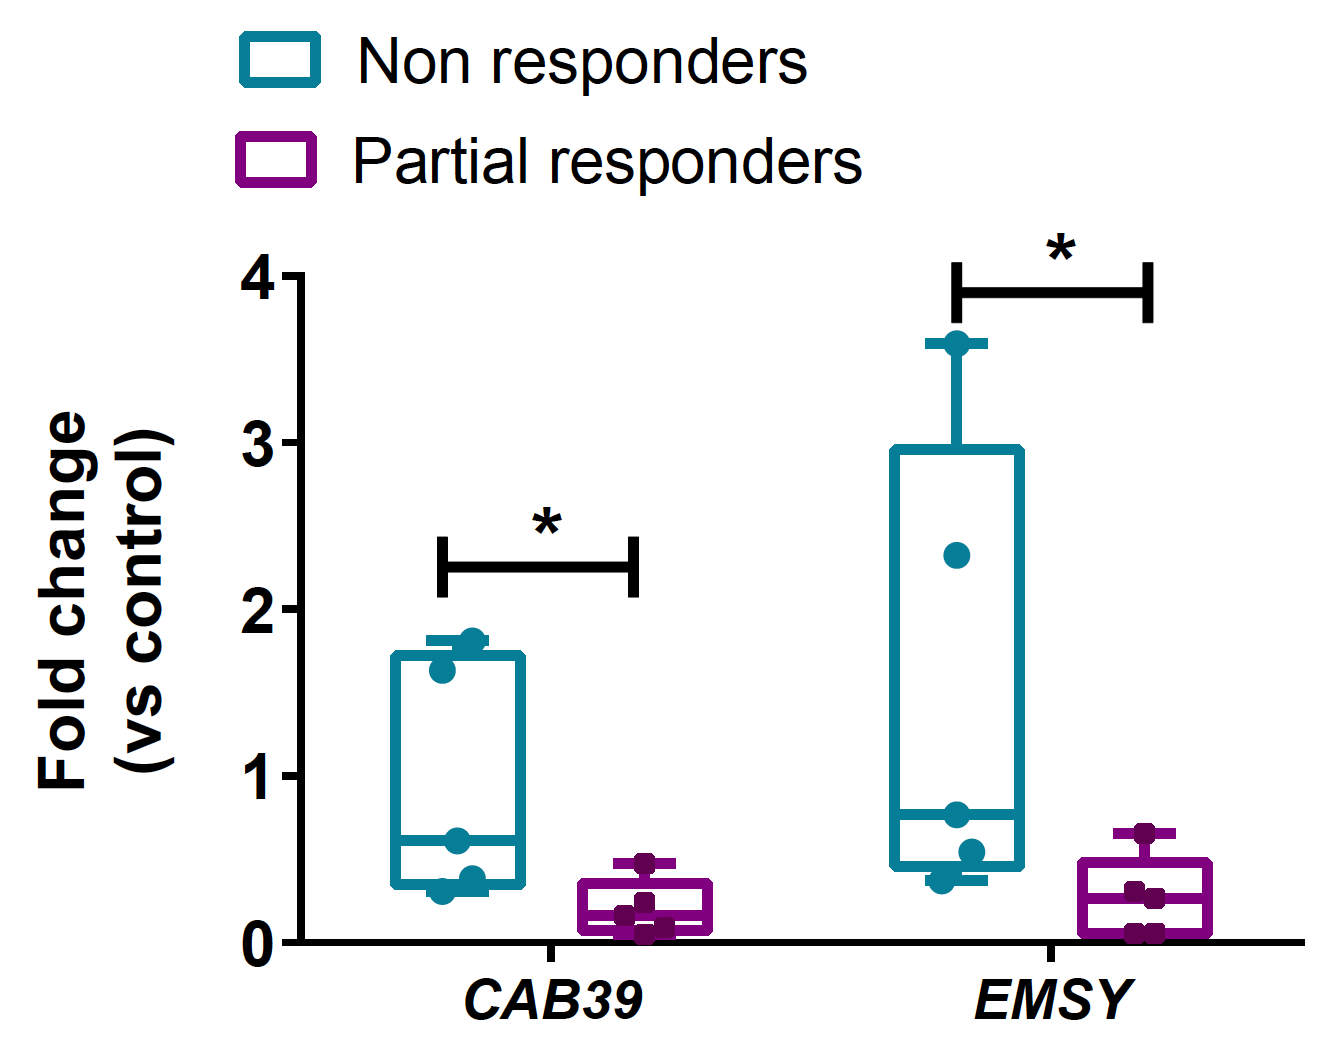 Non responders
Partial responders
*
*
4
3
2
1
0
Fold change
(vs control)
CAB39
EMSY